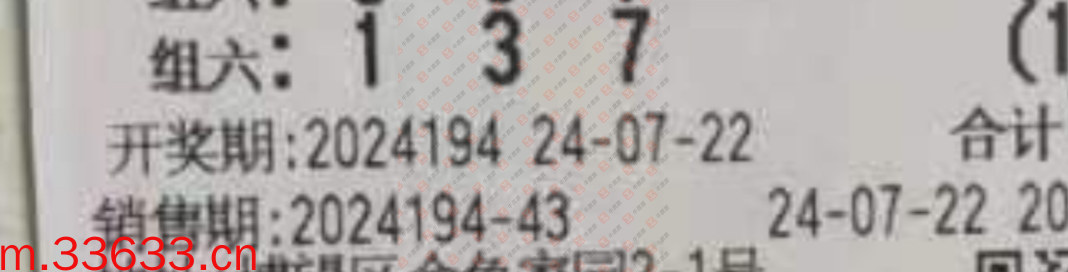 组六: 1 3 7 (1
开奖期:2024194 24-07-22 合计
销售期:2024194-43 24-07-22 20
m.33633.cn